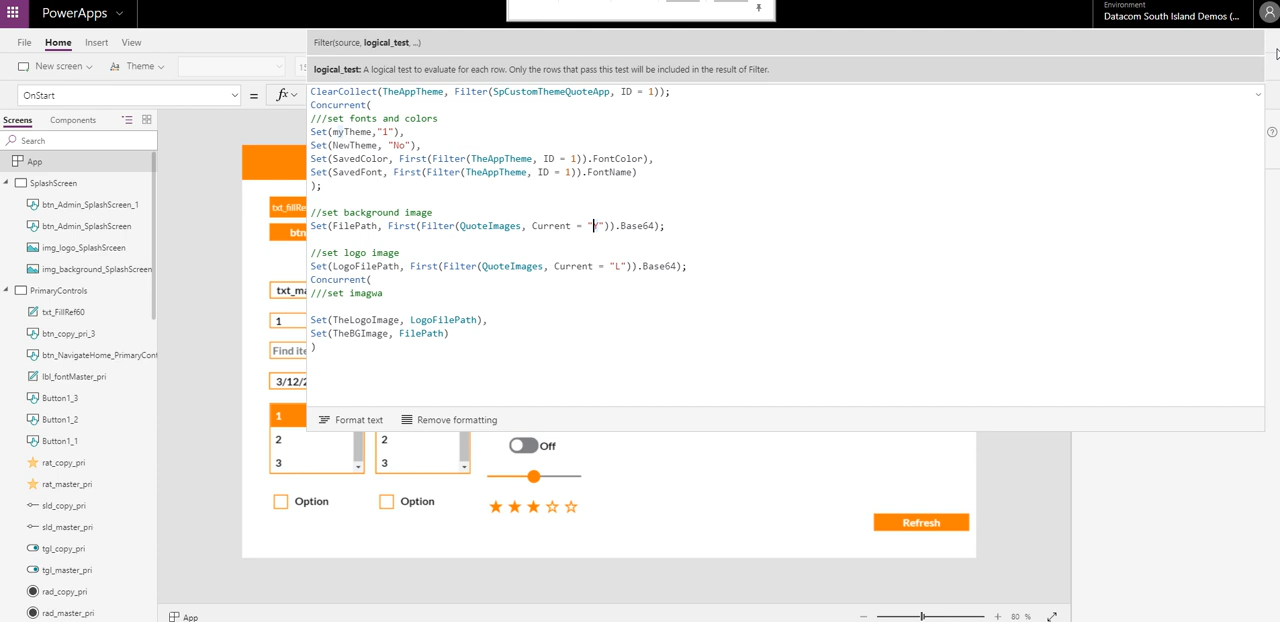 PowerApps
Environment
Datacom South Island Demos (...
File Home Insert View
New screen
Theme
Filter(source, logical_test, ...)
logical_test: A logical test to evaluate for each row. Only the rows that pass this test will be included in the result of Filter.
OnStart
= fx
ClearCollect(TheAppTheme, Filter(SpCustomThemeQuoteApp, ID = 1));
Concurrent(
///set fonts and colors
Set(myTheme,"1"),
Set(NewTheme, "No"),
Set(SavedColor, First(Filter(TheAppTheme, ID = 1)).FontColor),
Set(SavedFont, First(Filter(TheAppTheme, ID = 1)).FontName)
);
//set background image
Set(FilePath, First(Filter(QuoteImages, Current = "Y")).Base64);
//set logo image
Set(LogoFilePath, First(Filter(QuoteImages, Current = "L")).Base64);
Concurrent(
///set imagwa
Set(TheLogoImage, LogoFilePath),
Set(TheBGImage, FilePath)
)
Format text
Remove formatting
Screens Components
Search
App
SplashScreen
btn_Admin_SplashScreen_1
btn_Admin_SplashScreen
img_logo_SplashSrceen
img_background_SplashScreen
PrimaryControls
txt_FillRef60
btn_copy_pri_3
btn_NavigateHome_PrimaryCont
lbl_fontMaster_pri
Button1_3
Button1_2
Button1_1
rat_copy_pri
rat_master_pri
sld_copy_pri
sld_master_pri
tgl_copy_pri
tgl_master_pri
rad_copy_pri
rad_master_pri
txt_fillRe
btn
txt_ma
1
Find ite
3/12/2
1
2
3
2
3
Off
Option
Option
Refresh
App
80 %